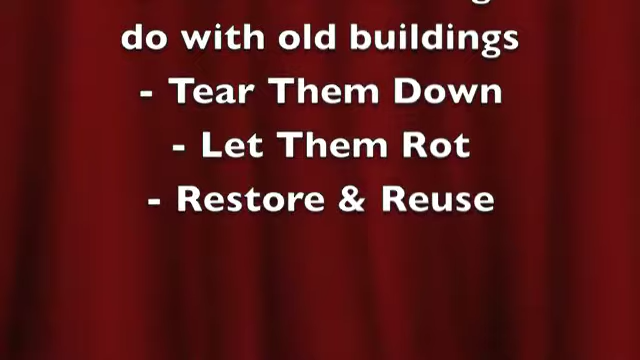 do with old buildings
- Tear Them Down
- Let Them Rot
- Restore & Reuse